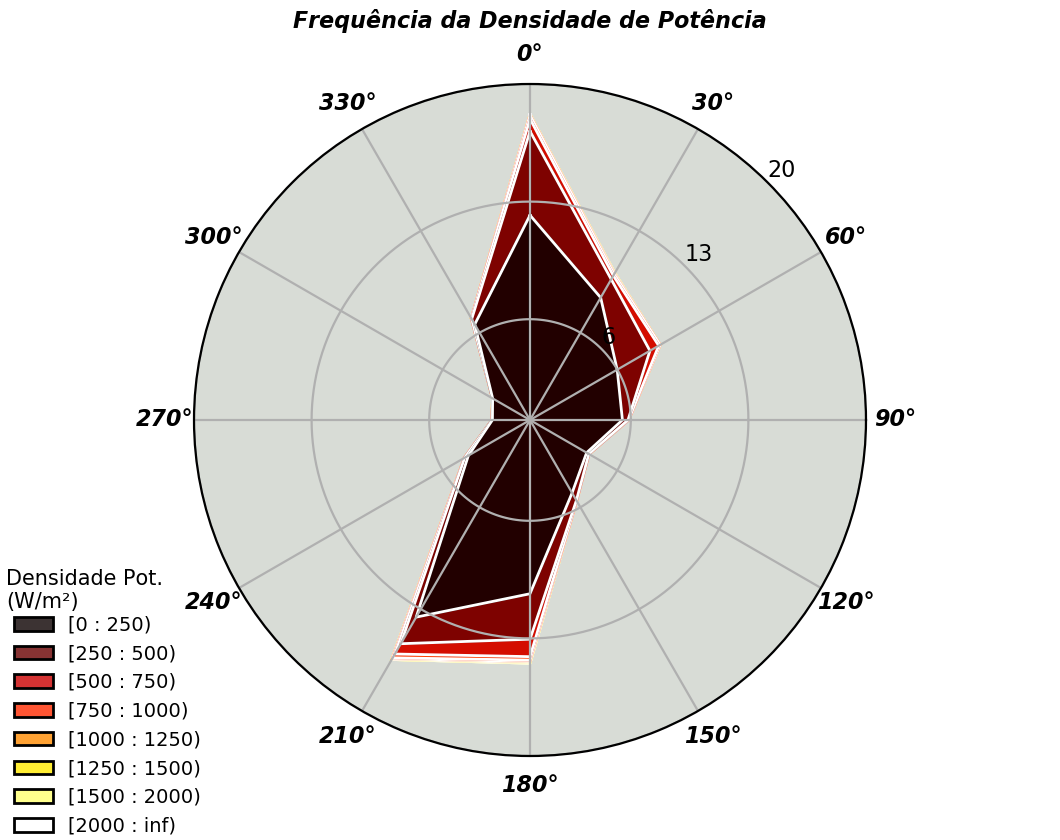 Frequência da Densidade de Potência
0°
30°
60°
90°
120°
150°
180°
210°
240°
270°
300°
330°
6
13
20
Densidade Pot.
(W/m²)
[0 : 250)
[250 : 500)
[500 : 750)
[750 : 1000)
[1000 : 1250)
[1250 : 1500)
[1500 : 2000)
[2000 : inf)